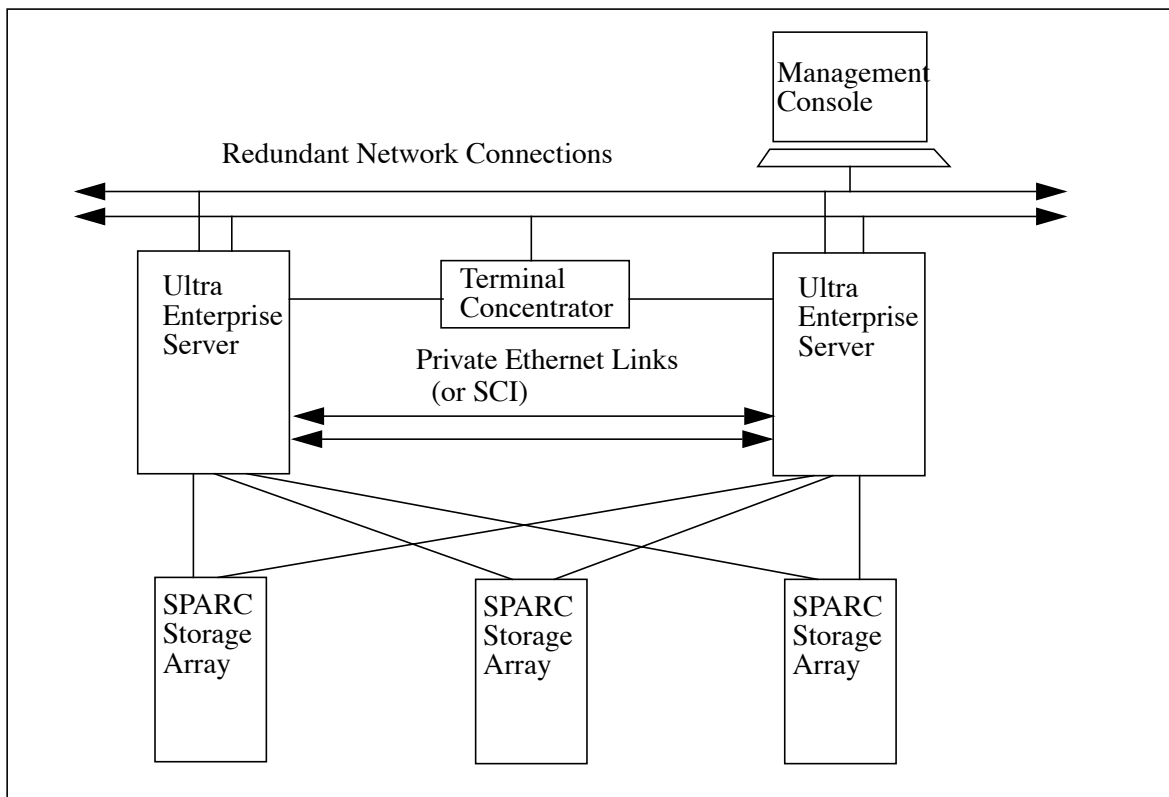 Management
Console
Redundant Network Connections
Ultra
Enterprise
Server
Terminal
Concentrator
Ultra
Enterprise
Server
Private Ethernet Links
(or SCI)
SPARC
Storage
Array
SPARC
Storage
Array
SPARC
Storage
Array